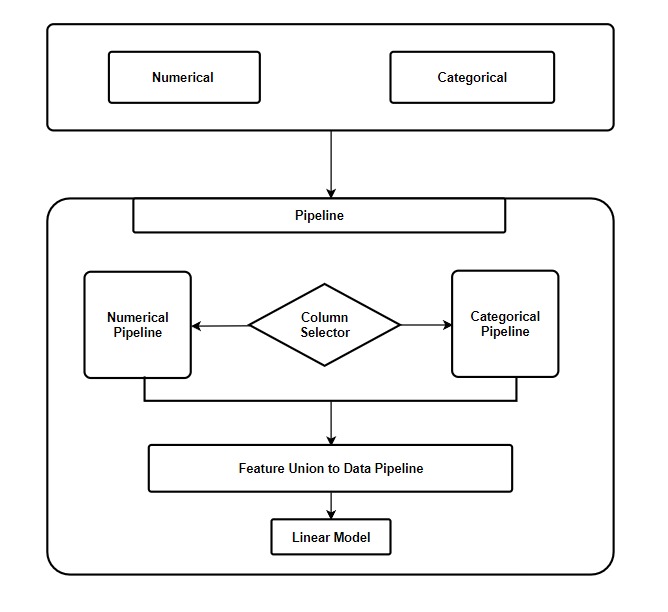 Numerical
Categorical
Pipeline
Numerical
Pipeline
Column
Selector
Categorical
Pipeline
Feature Union to Data Pipeline
Linear Model